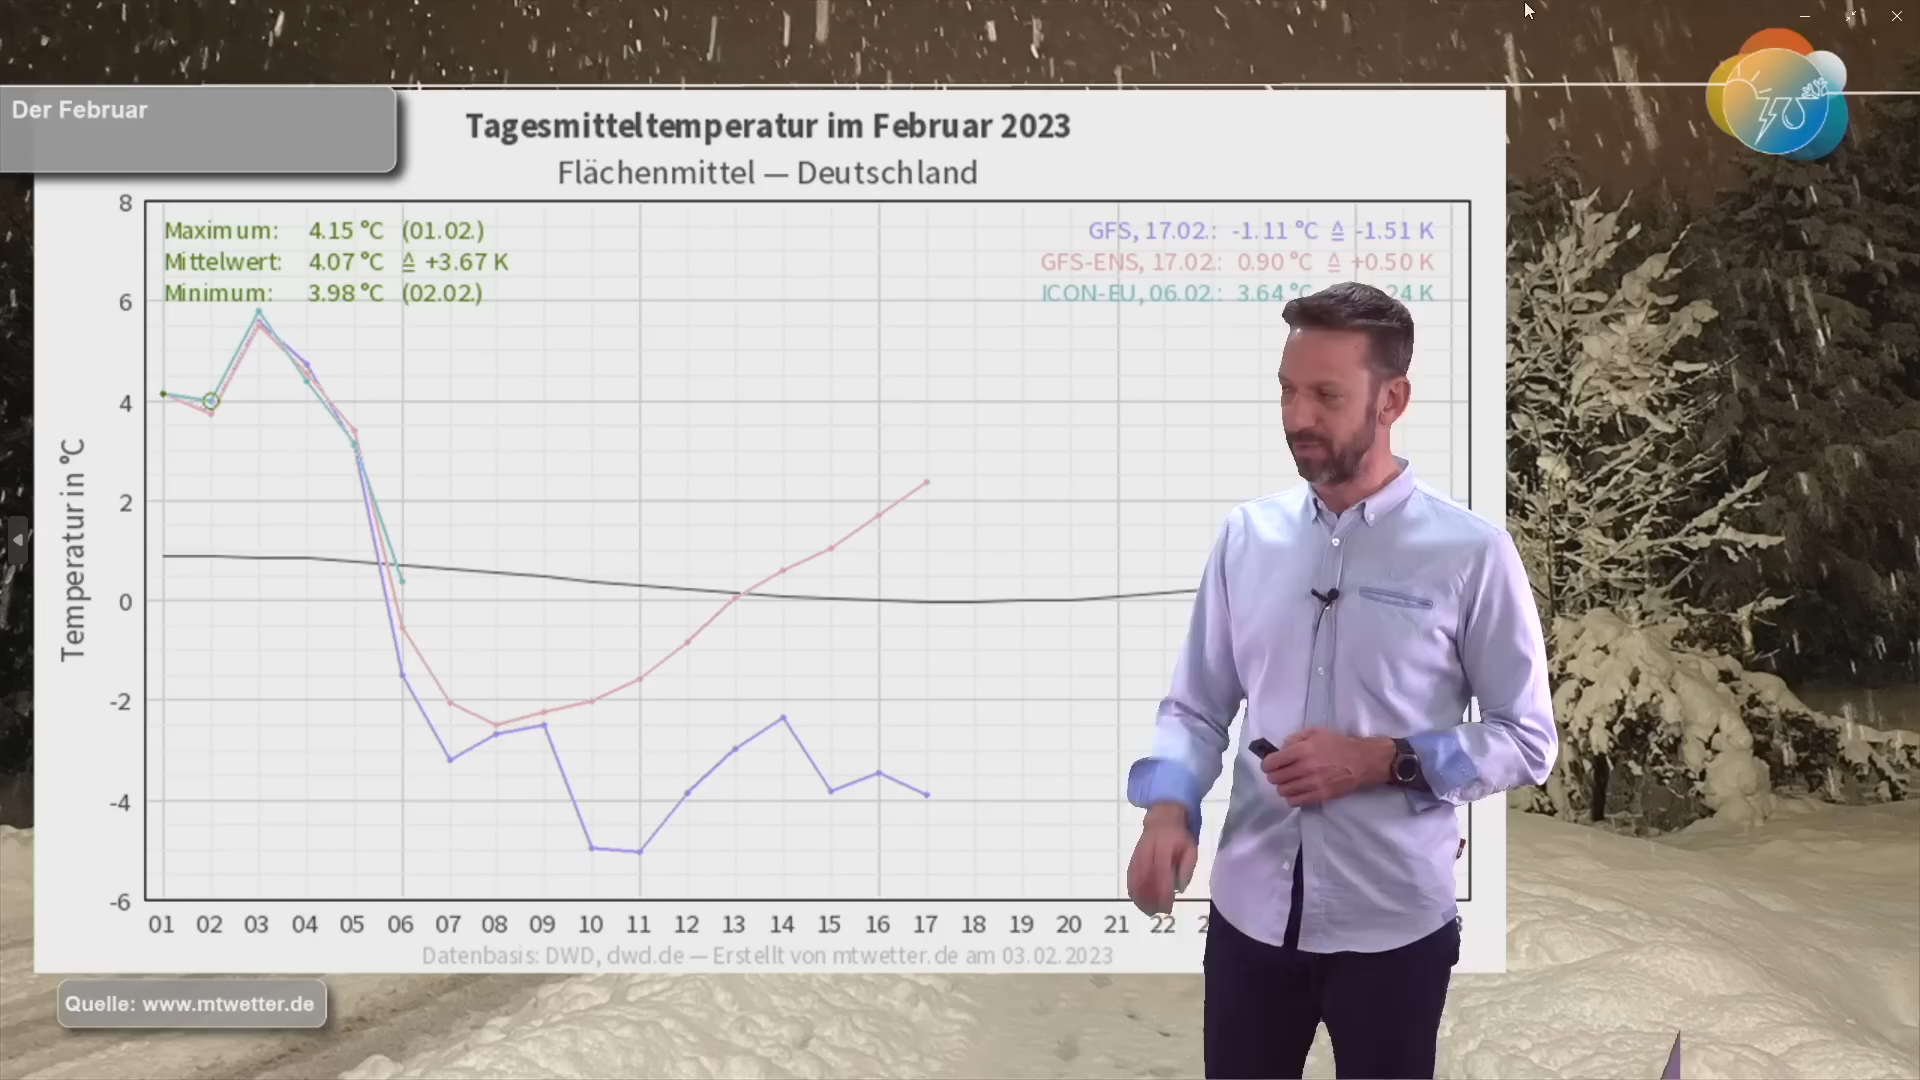 Der Februar
Tagesmitteltemperatur im Februar 2023
Flächenmittel — Deutschland
Maximum: 4.15 °C (01.02.)
Mittelwert: 4.07 °C ≙ +3.67 K
Minimum: 3.98 °C (02.02.)
GFS, 17.02.: -1.11 °C ≙ -1.51 K
GFS-ENS, 17.02.: 0.90 °C ≙ +0.50 K
ICON-EU, 06.02.: 3.64 °C 24 K
Temperatur in °C
8
6
4
2
0
-2
-4
-6
01 02 03 04 05 06 07 08 09 10 11 12 13 14 15 16 17 18 19 20 21 22
Datenbasis: DWD, dwd.de — Erstellt von mtwetter.de am 03.02.2023
Quelle: www.mtwetter.de